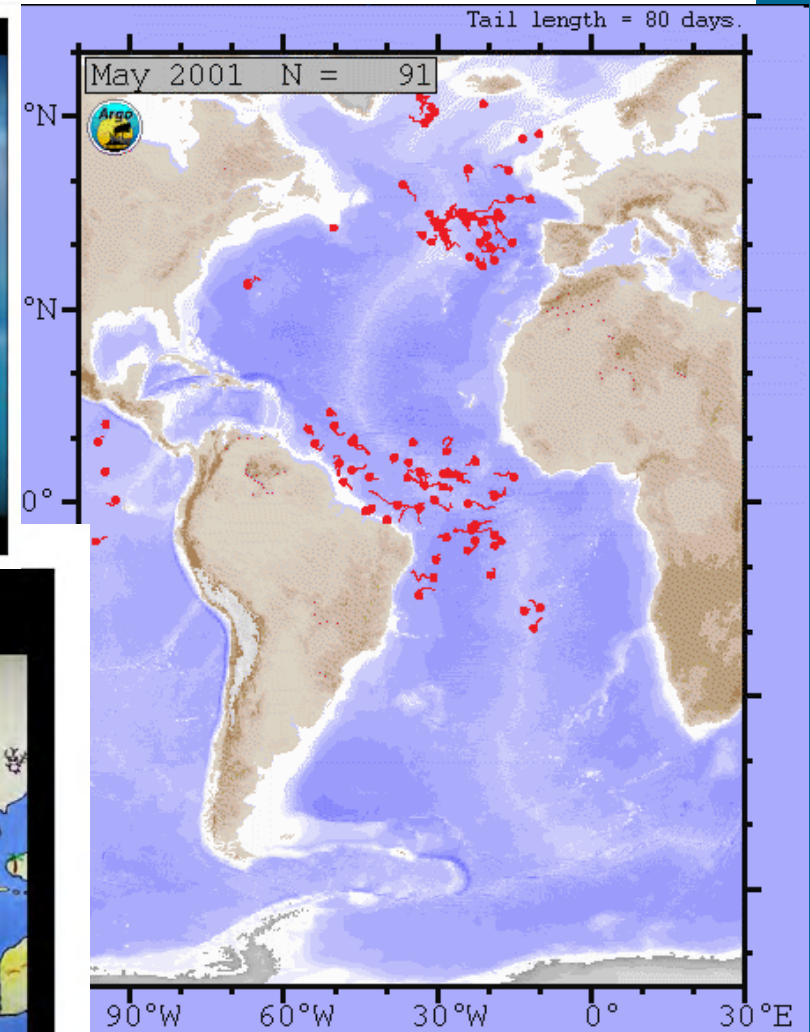 Tail length = 80 days.
May 2001 N = 91
Argo
°N
°N
0°
90°W 60°W 30°W 0° 30°E